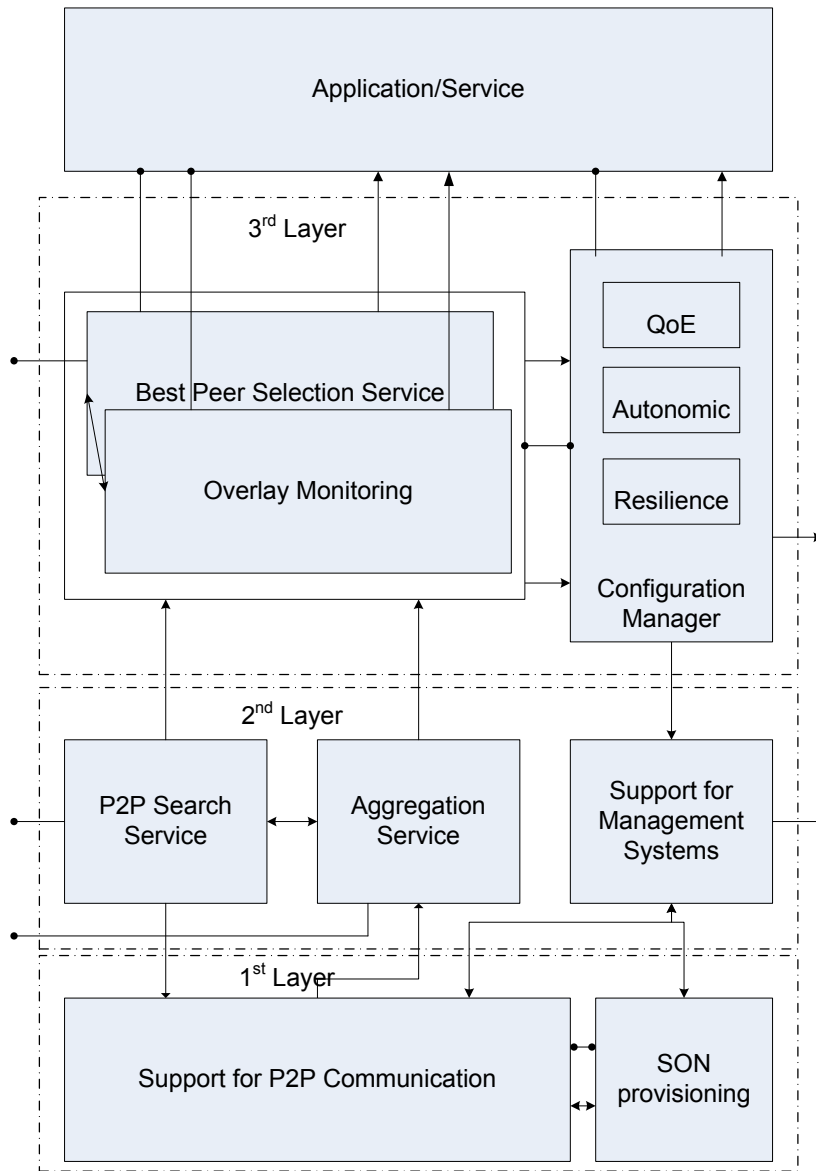 Application/Service
3rd Layer
QoE
Best Peer Selection Service
Autonomic
Overlay Monitoring
Resilience
Configuration
Manager
2nd Layer
P2P Search
Service
Aggregation
Service
Support for
Management
Systems
1st Layer
Support for P2P Communication
SON
provisioning